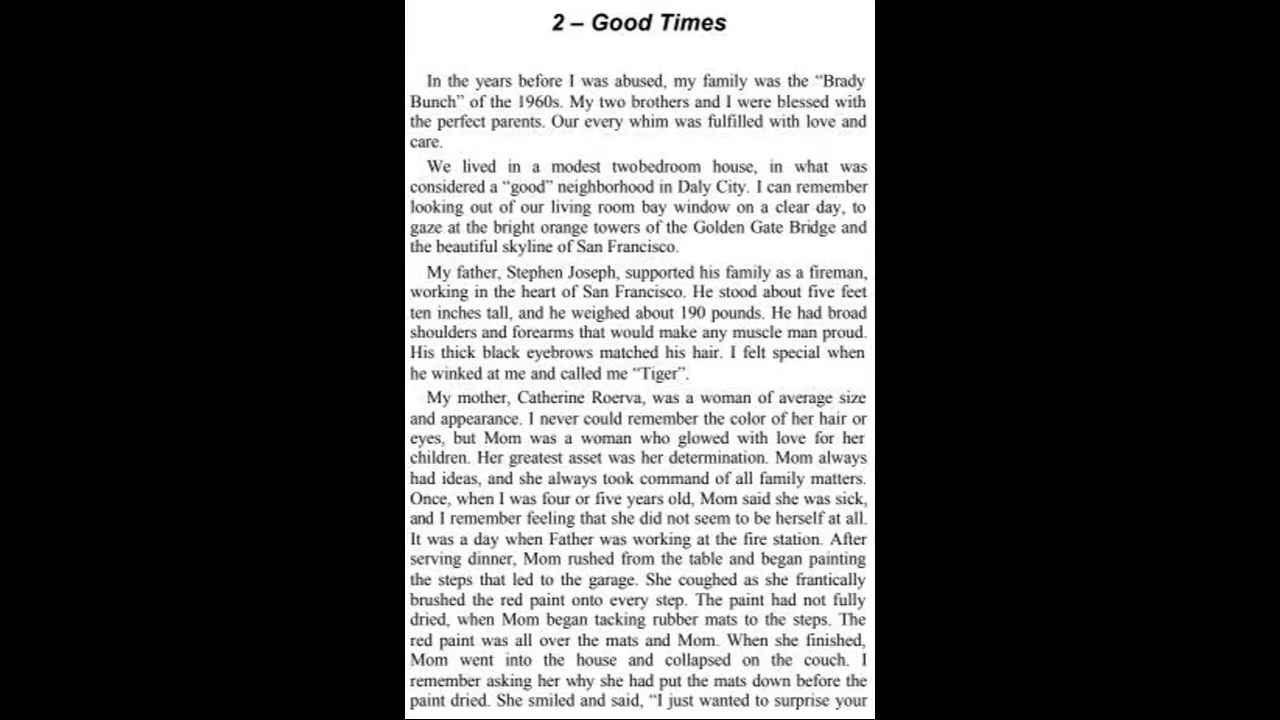 2 – Good Times
In the years before I was abused, my family was the “Brady
Bunch” of the 1960s. My two brothers and I were blessed with
the perfect parents. Our every whim was fulfilled with love and
care.
We lived in a modest twobedroom house, in what was
considered a “good” neighborhood in Daly City. I can remember
looking out of our living room bay window on a clear day, to
gaze at the bright orange towers of the Golden Gate Bridge and
the beautiful skyline of San Francisco.
My father, Stephen Joseph, supported his family as a fireman,
working in the heart of San Francisco. He stood about five feet
ten inches tall, and he weighed about 190 pounds. He had broad
shoulders and forearms that would make any muscle man proud.
His thick black eyebrows matched his hair. I felt special when
he winked at me and called me “Tiger”.
My mother, Catherine Roerva, was a woman of average size
and appearance. I never could remember the color of her hair or
eyes, but Mom was a woman who glowed with love for her
children. Her greatest asset was her determination. Mom always
had ideas, and she always took command of all family matters.
Once, when I was four or five years old, Mom said she was sick,
and I remember feeling that she did not seem to be herself at all.
It was a day when Father was working at the fire station. After
serving dinner, Mom rushed from the table and began painting
the steps that led to the garage. She coughed as she frantically
brushed the red paint onto every step. The paint had not fully
dried, when Mom began tacking rubber mats to the steps. The
red paint was all over the mats and Mom. When she finished,
Mom went into the house and collapsed on the couch. I
remember asking her why she had put the mats down before the
paint dried. She smiled and said, “I just wanted to surprise your